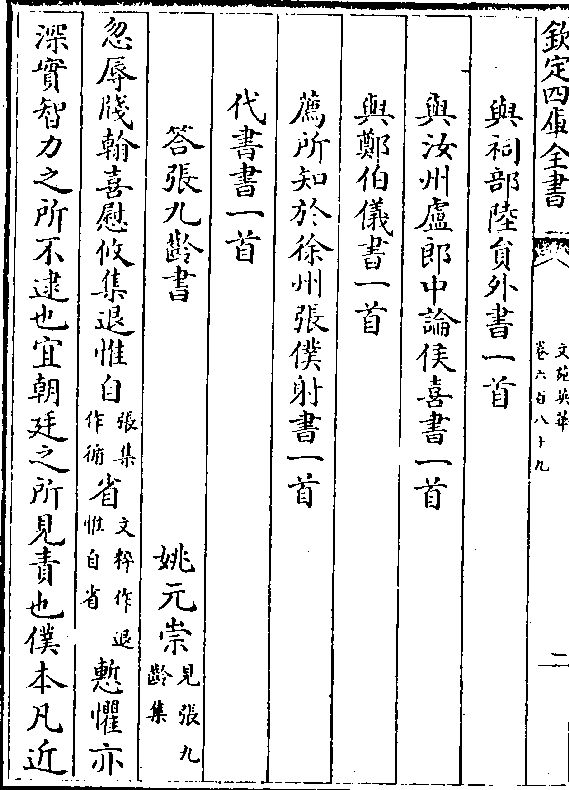 欽定四庫全書
文苑英華
卷六百八十九
二
與祠部陸員外書一首
與汝州盧郎中論侯喜書一首
與鄭伯儀書一首
薦所知於徐州張僕射書一首
代書書一首
答張九齡書
姚元崇見張九齡集
忽辱牋翰喜慰攸集退惟自張集作循省文粹作退惟自省慙懼亦
深實智力之所不逮也宜朝廷之所見責也僕本凡近